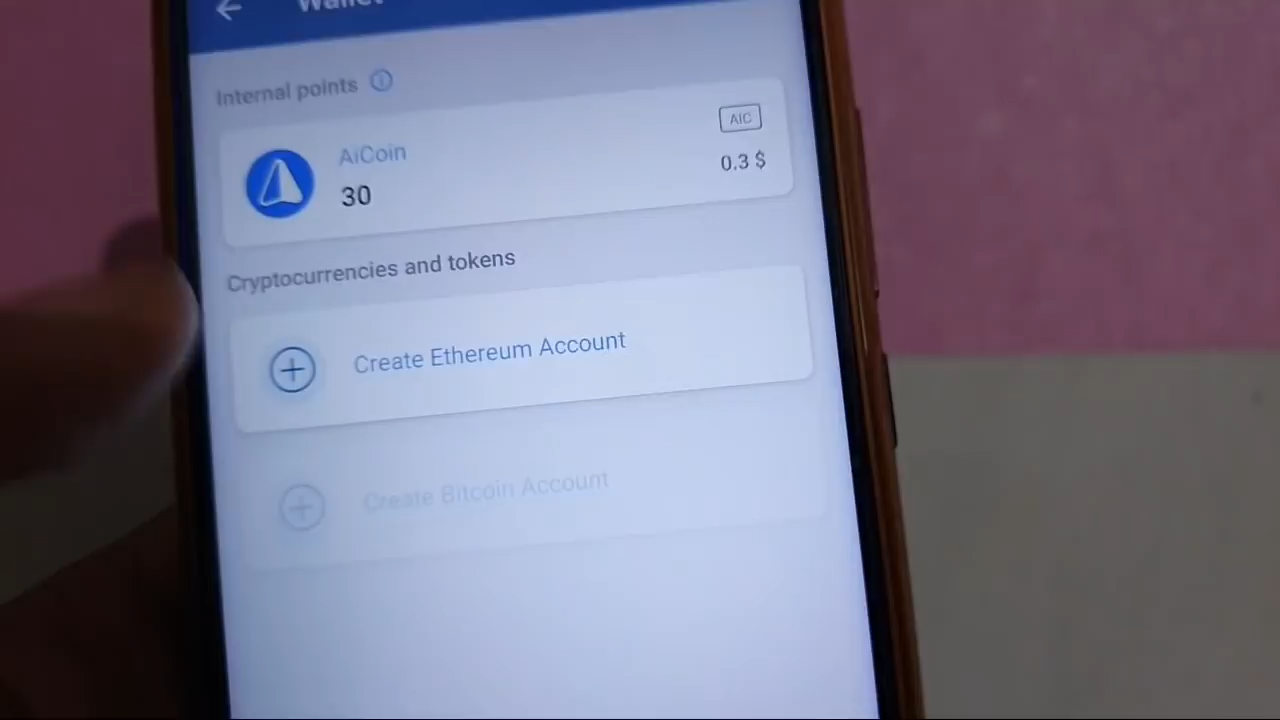 Wallet
Internal points
AiCoin
AIC
30
0.3 $
Cryptocurrencies and tokens
Create Ethereum Account
Create Bitcoin Account